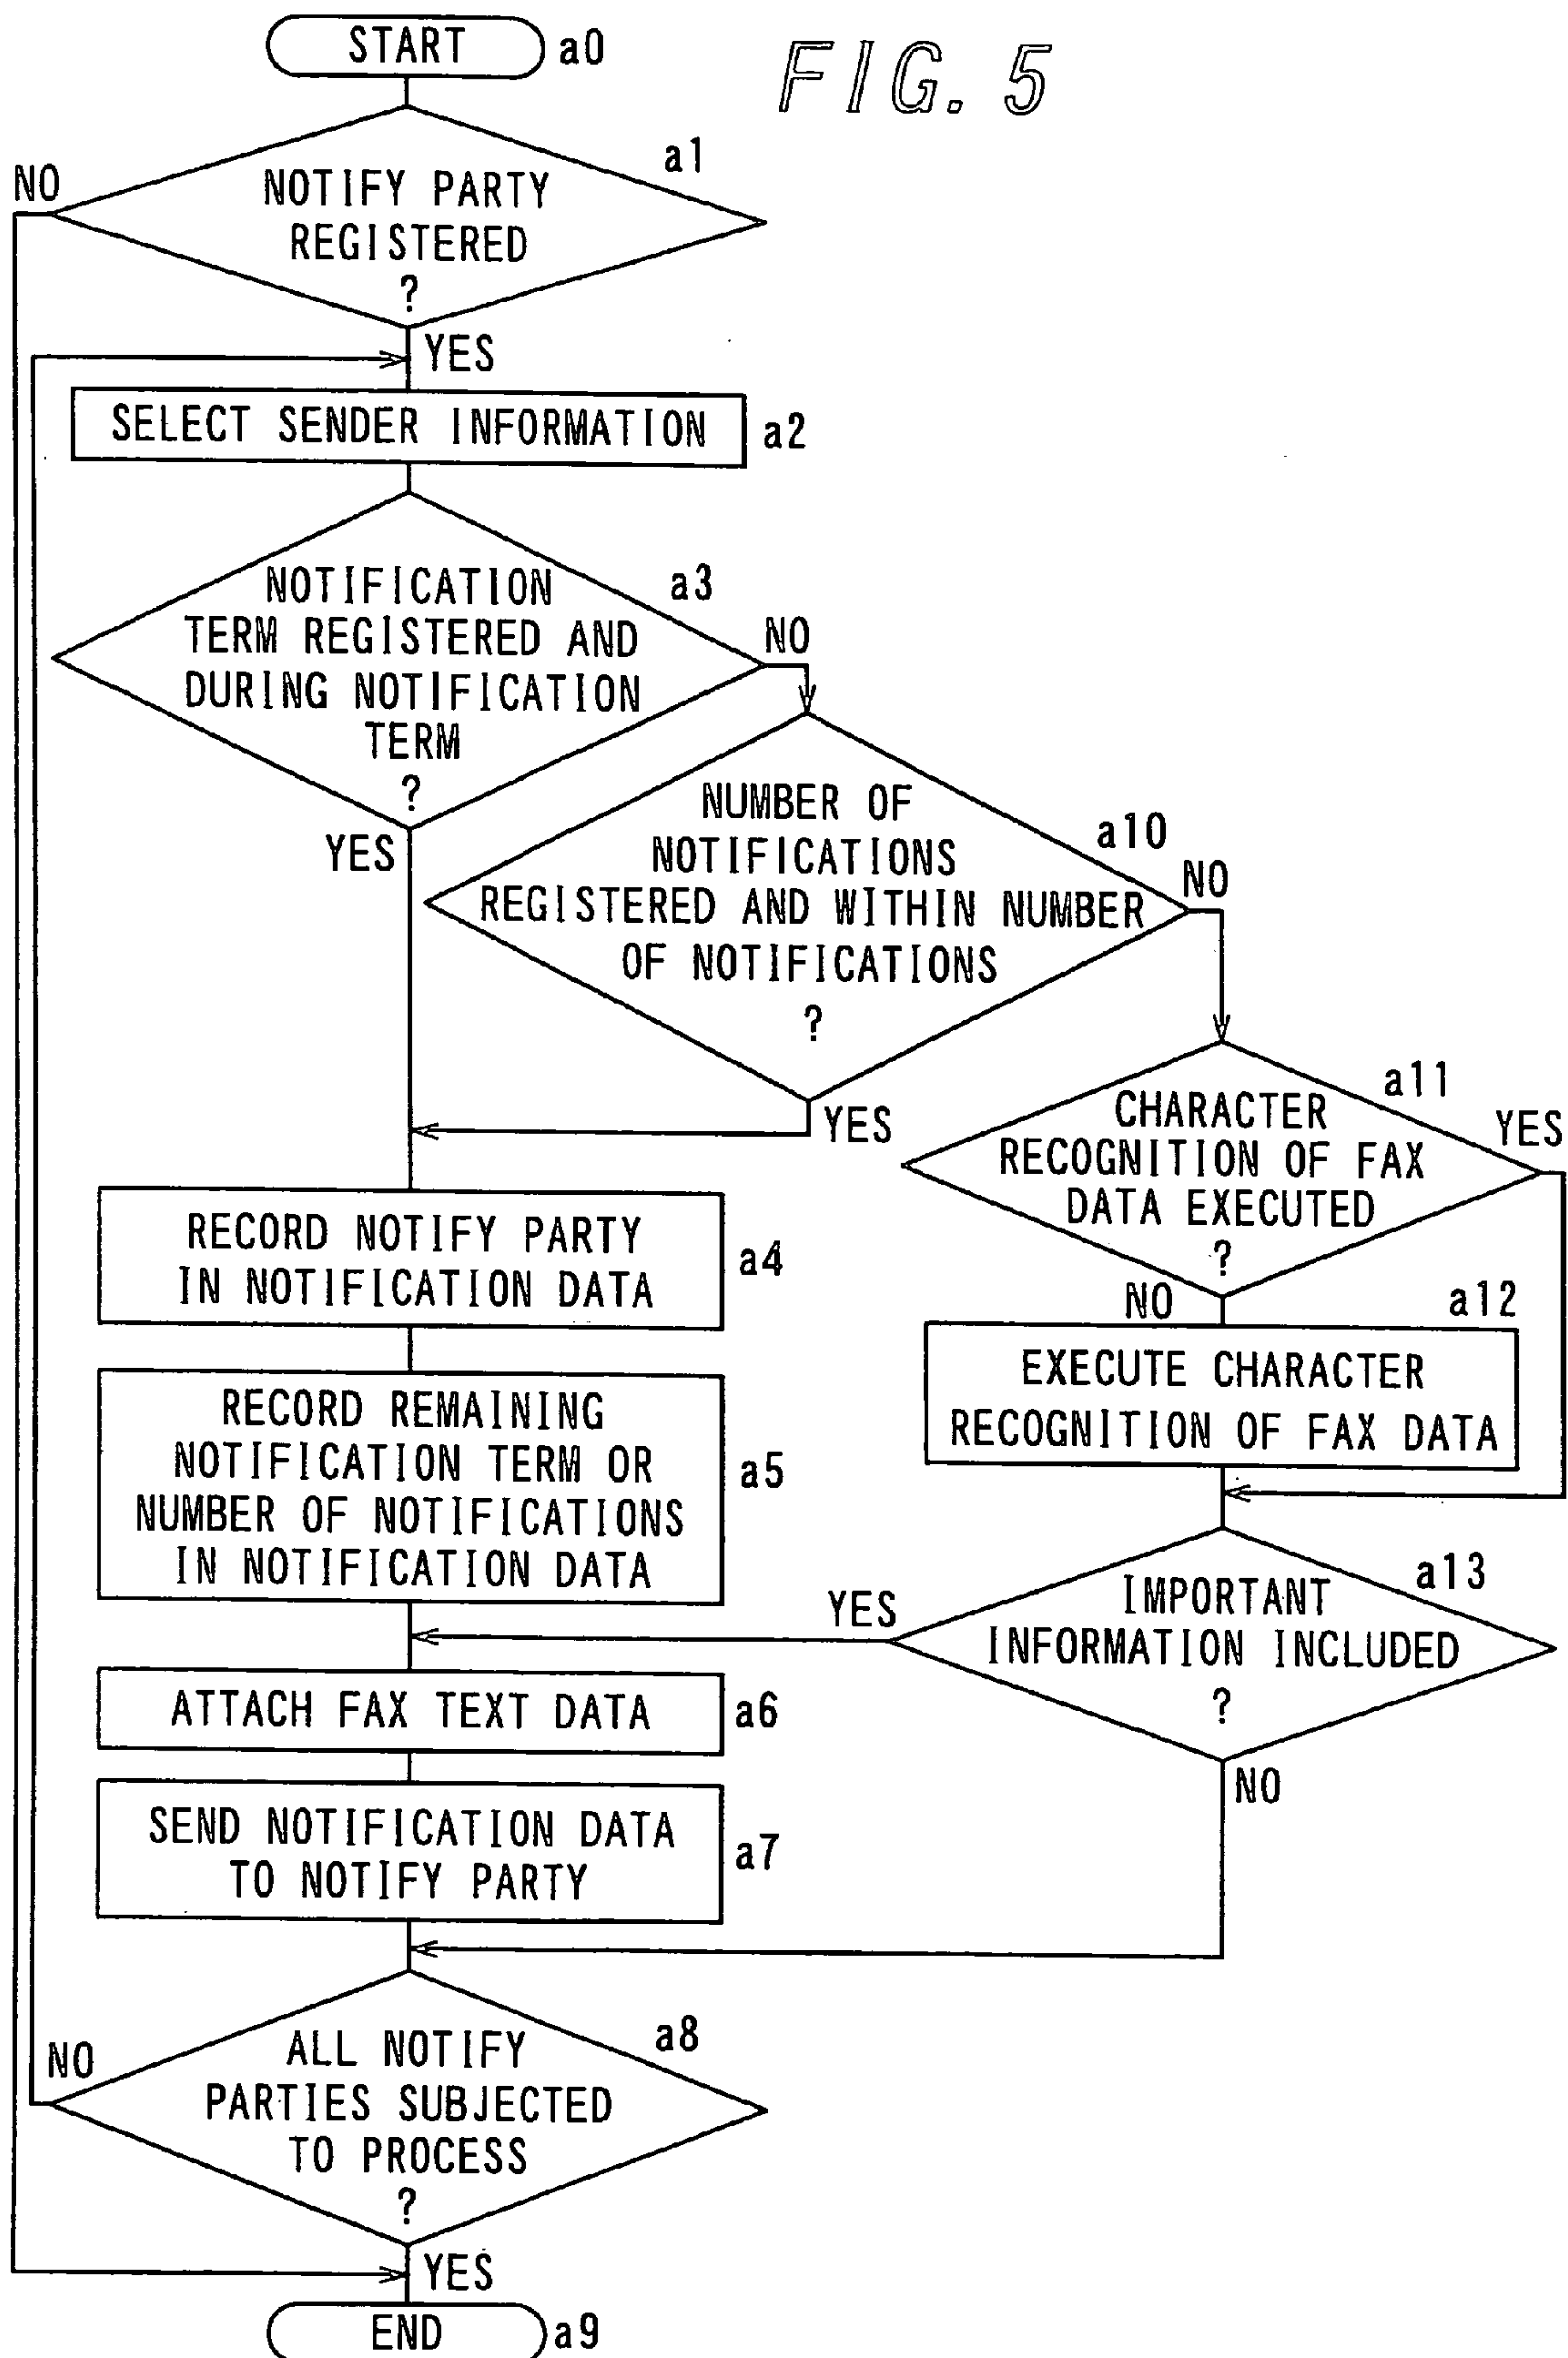 START
a0
FIG. 5
a1
NO
NOTIFY PARTY
REGISTERED
?
YES
SELECT SENDER INFORMATION
a2
NOTIFICATION
TERM REGISTERED AND
DURING NOTIFICATION
TERM
?
a3
NO
YES
NUMBER OF
NOTIFICATIONS
REGISTERED AND WITHIN NUMBER
OF NOTIFICATIONS
?
a10
NO
YES
CHARACTER
RECOGNITION OF FAX
DATA EXECUTED
?
a11
YES
NO
RECORD NOTIFY PARTY
IN NOTIFICATION DATA
a4
a12
EXECUTE CHARACTER
RECOGNITION OF FAX DATA
RECORD REMAINING
NOTIFICATION TERM OR
NUMBER OF NOTIFICATIONS
IN NOTIFICATION DATA
a5
IMPORTANT
INFORMATION INCLUDED
?
a13
YES
NO
ATTACH FAX TEXT DATA
a6
SEND NOTIFICATION DATA
TO NOTIFY PARTY
a7
ALL NOTIFY
PARTIES SUBJECTED
TO PROCESS
?
a8
NO
YES
END
a9